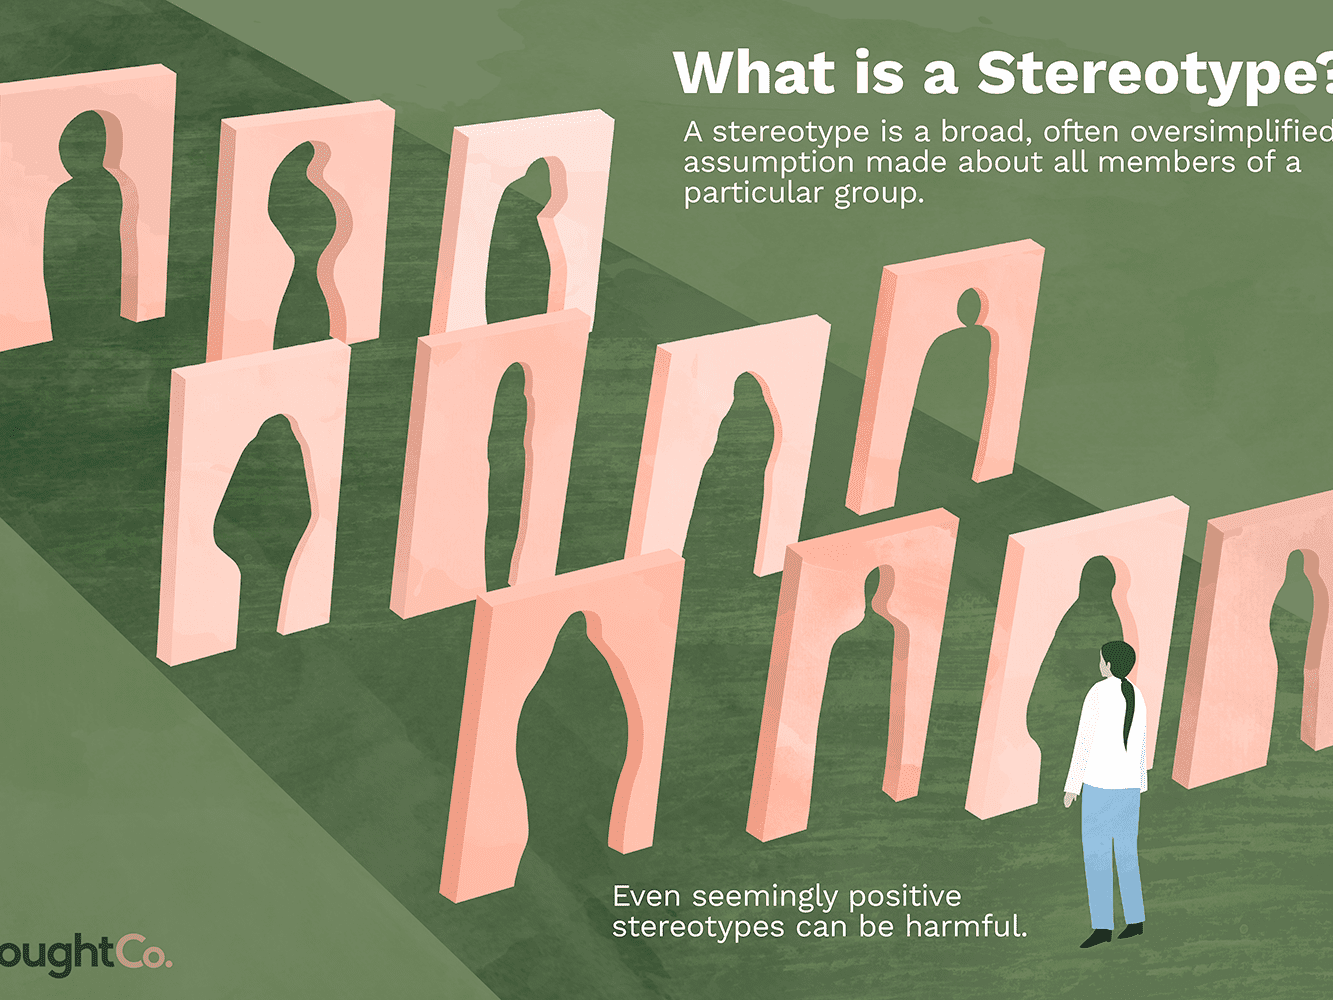 What is a Stereotype?
A stereotype is a broad, often oversimplified
assumption made about all members of a
particular group.
Even seemingly positive
stereotypes can be harmful.
oughtCo.